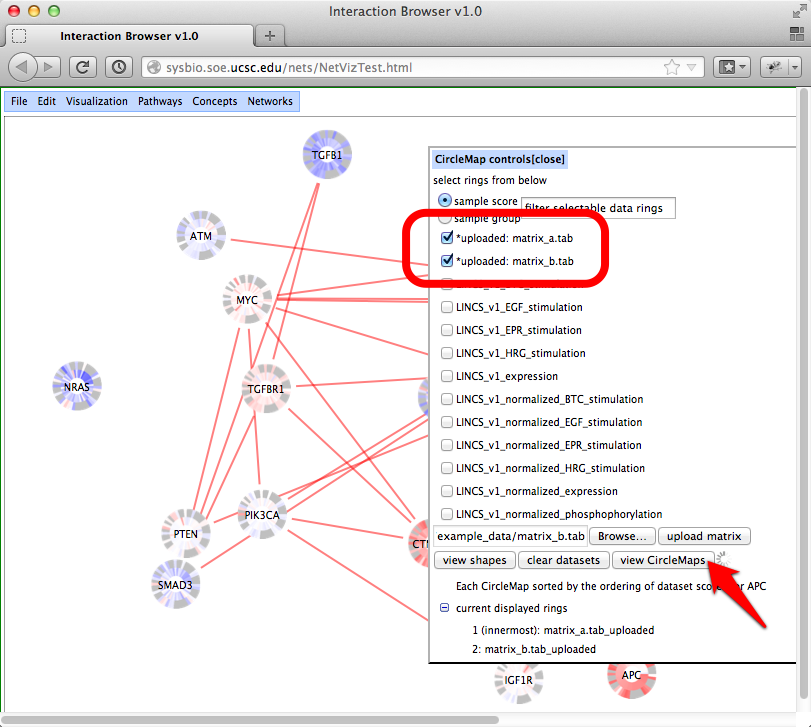 Interaction Browser v1.0
Interaction Browser v1.0
sysbio.soe.ucsc.edu/nets/NetVizTest.html
File Edit Visualization Pathways Concepts Networks
TGFB1
ATM
MYC
NRAS
TGFBR1
PIK3CA
PTEN
SMAD3
IGF1R
APC
CircleMap controls[close]
select rings from below
sample score filter selectable data rings
sample group
*uploaded: matrix_a.tab
*uploaded: matrix_b.tab
LINCS_v1_EGF_stimulation
LINCS_v1_EPR_stimulation
LINCS_v1_HRG_stimulation
LINCS_v1_expression
LINCS_v1_normalized_BTC_stimulation
LINCS_v1_normalized_EGF_stimulation
LINCS_v1_normalized_EPR_stimulation
LINCS_v1_normalized_HRG_stimulation
LINCS_v1_normalized_expression
LINCS_v1_normalized_phosphophorylation
example_data/matrix_b.tab Browse... upload matrix
view shapes clear datasets view CircleMaps
Each CircleMap sorted by the ordering of dataset APC
current displayed rings
1 (innermost): matrix_a.tab_uploaded
2: matrix_b.tab_uploaded